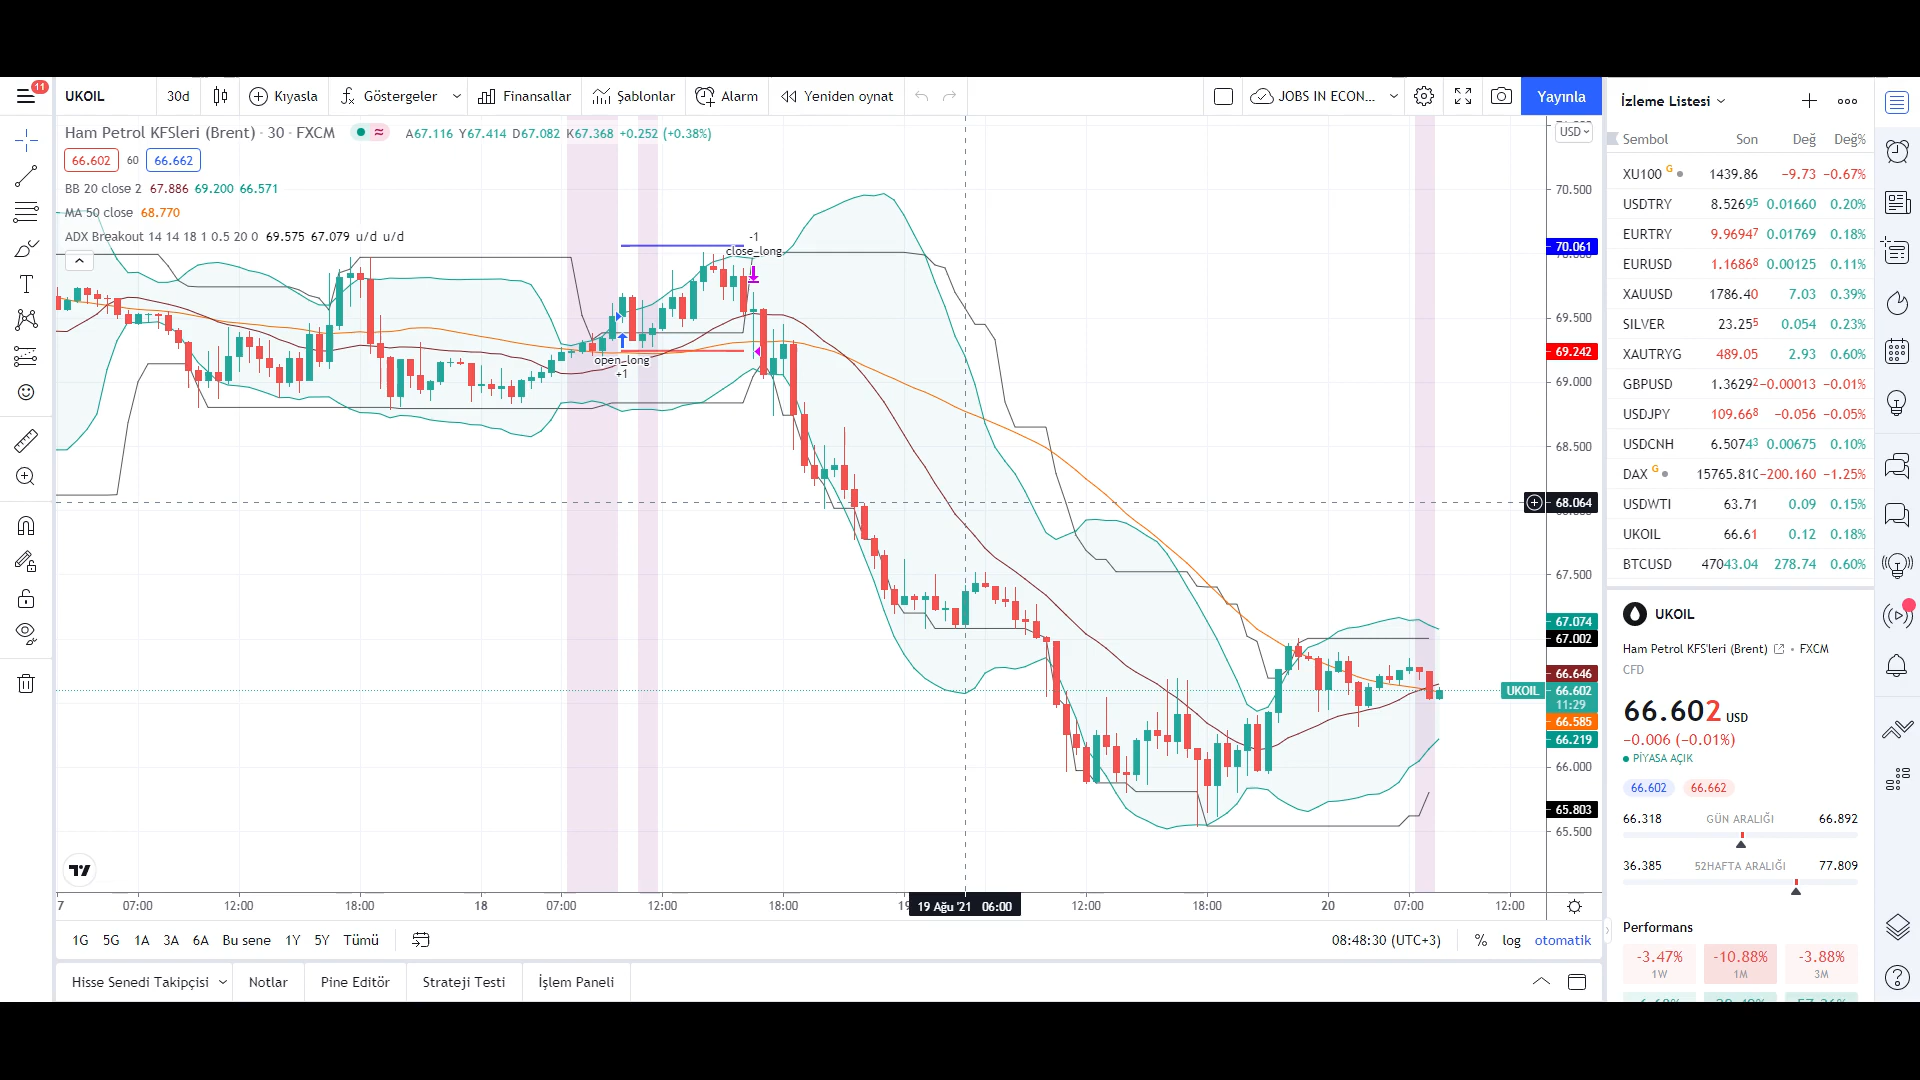 11
UKOIL 30d Kıyasla Göstergeler Finansallar Şablonlar Alarm Yeniden oynat JOBS IN ECON... Yayınla
Ham Petrol KFSleri (Brent) · 30 · FXCM A67.116 Y67.414 D67.082 K67.368 +0.252 (+0.38%)
66.602 60 66.662
BB 20 close 2 67.886 69.200 66.571
MA 50 close 68.770
ADX Breakout 14 14 18 1 0.5 20 0 69.575 67.079 u/d u/d
-1
close_long
open_long
+1
USD
70.500
70.061
69.500
69.242
69.000
68.500
68.064
67.500
67.074
67.002
66.646
UKOIL 66.602
11:29
66.585
66.219
66.000
65.803
65.500
7 07:00 12:00 18:00 18 07:00 12:00 18:00 19 Ağu '21 06:00 12:00 18:00 20 07:00 12:00
1G 5G 1A 3A 6A Bu sene 1Y 5Y Tümü 08:48:30 (UTC+3) % log otomatik
Hisse Senedi Takipçisi Notlar Pine Editör Strateji Testi İşlem Paneli
İzleme Listesi
Sembol Son Değ Değ%
XU100 G 1439.86 −9.73 −0.67%
USDTRY 8.52695 0.01660 0.20%
EURTRY 9.96947 0.01769 0.18%
EURUSD 1.16868 0.00125 0.11%
XAUUSD 1786.40 7.03 0.39%
SILVER 23.255 0.054 0.23%
XAUTRYG 489.05 2.93 0.60%
GBPUSD 1.36292 −0.00013 −0.01%
USDJPY 109.668 −0.056 −0.05%
USDCNH 6.50743 0.00675 0.10%
DAX G 15765.810 −200.160 −1.25%
USDWTI 63.71 0.09 0.15%
UKOIL 66.61 0.12 0.18%
BTCUSD 47043.04 278.74 0.60%
UKOIL
Ham Petrol KFS'leri (Brent) • FXCM
CFD
66.602 USD
−0.006 (−0.01%)
PİYASA AÇIK
66.602 66.662
66.318 GÜN ARALIĞI 66.892
36.385 52HAFTA ARALIĞI 77.809
Performans
-3.47% -10.88% -3.88%
1W 1M 3M